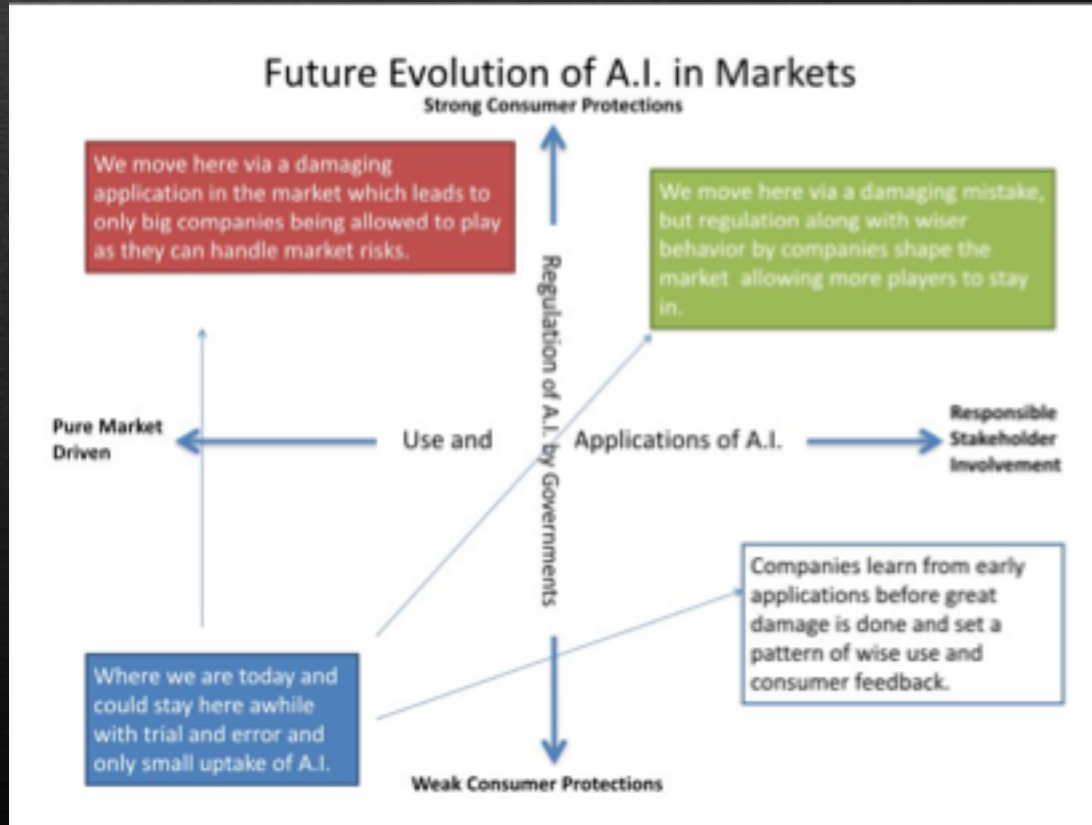 Future Evolution of A.I. in Markets
Strong Consumer Protections
We move here via a damaging
application in the market which leads to
only big companies being allowed to play
as they can handle market risks.
We move here via a damaging mistake,
but regulation along with wiser
behavior by companies shape the
market allowing more players to stay
in.
Regulation of A.I. by Governments
Pure Market
Driven
Use and Applications of A.I.
Responsible
Stakeholder
Involvement
Companies learn from early
applications before great
damage is done and set a
pattern of wise use and
consumer feedback.
Where we are today and
could stay here awhile
with trial and error and
only small uptake of A.I.
Weak Consumer Protections